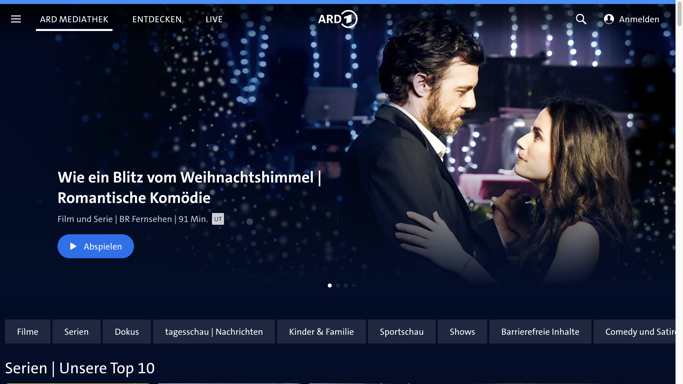 ARD MEDIATHEK
ENTDECKEN
LIVE
ARD 1
Anmelden
Wie ein Blitz vom Weihnachtshimmel |
Romantische Komödie
Film und Serie | BR Fernsehen | 91 Min. UT
Abspielen
Filme
Serien
Dokus
tagesschau | Nachrichten
Kinder & Familie
Sportschau
Shows
Barrierefreie Inhalte
Comedy und Satire
Serien | Unsere Top 10